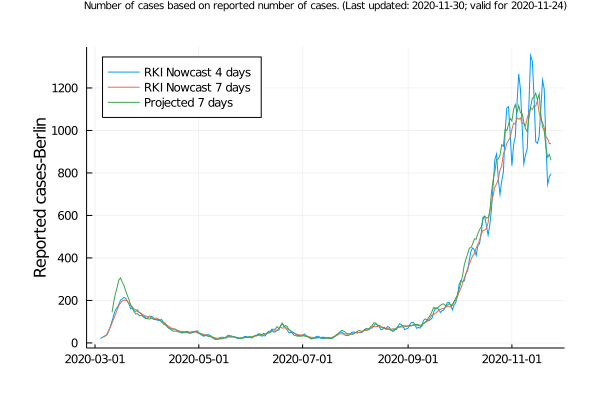 Number of cases based on reported number of cases. (Last updated: 2020-11-30; valid for 2020-11-24)
RKI Nowcast 4 days
RKI Nowcast 7 days
Projected 7 days
Reported cases-Berlin
1200
1000
800
600
400
200
0
2020-03-01 2020-05-01 2020-07-01 2020-09-01 2020-11-01